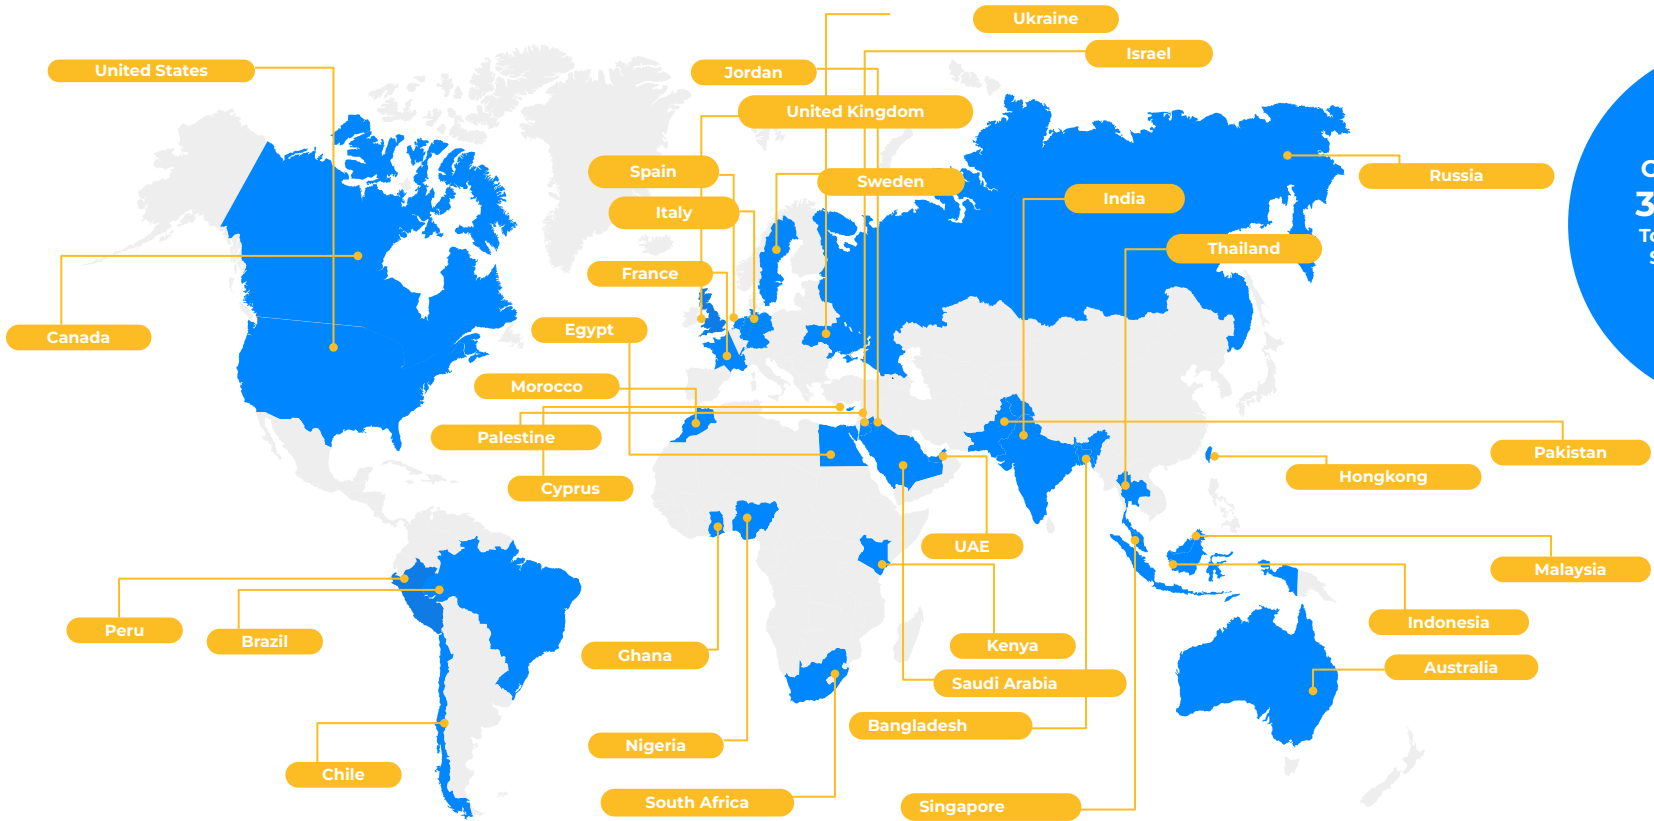 Ukraine
Israel
United States
Jordan
United Kingdom
Spain
Sweden
Russia
India
Italy
Thailand
France
Egypt
Canada
Morocco
Palestine
Pakistan
Hongkong
Cyprus
UAE
Malaysia
Peru
Brazil
Indonesia
Ghana
Kenya
Australia
Saudi Arabia
Bangladesh
Nigeria
Chile
South Africa
Singapore